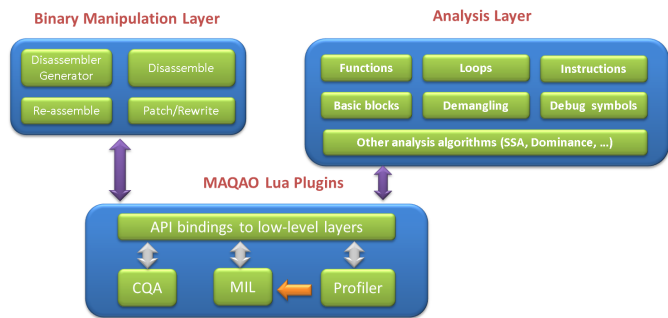 Binary Manipulation Layer
Analysis Layer
Disassembler
Generator
Disassemble
Re-assemble
Patch/Rewrite
Functions
Loops
Instructions
Basic blocks
Demangling
Debug symbols
Other analysis algorithms (SSA, Dominance, ...)
MAQAO Lua Plugins
API bindings to low-level layers
CQA
MIL
Profiler